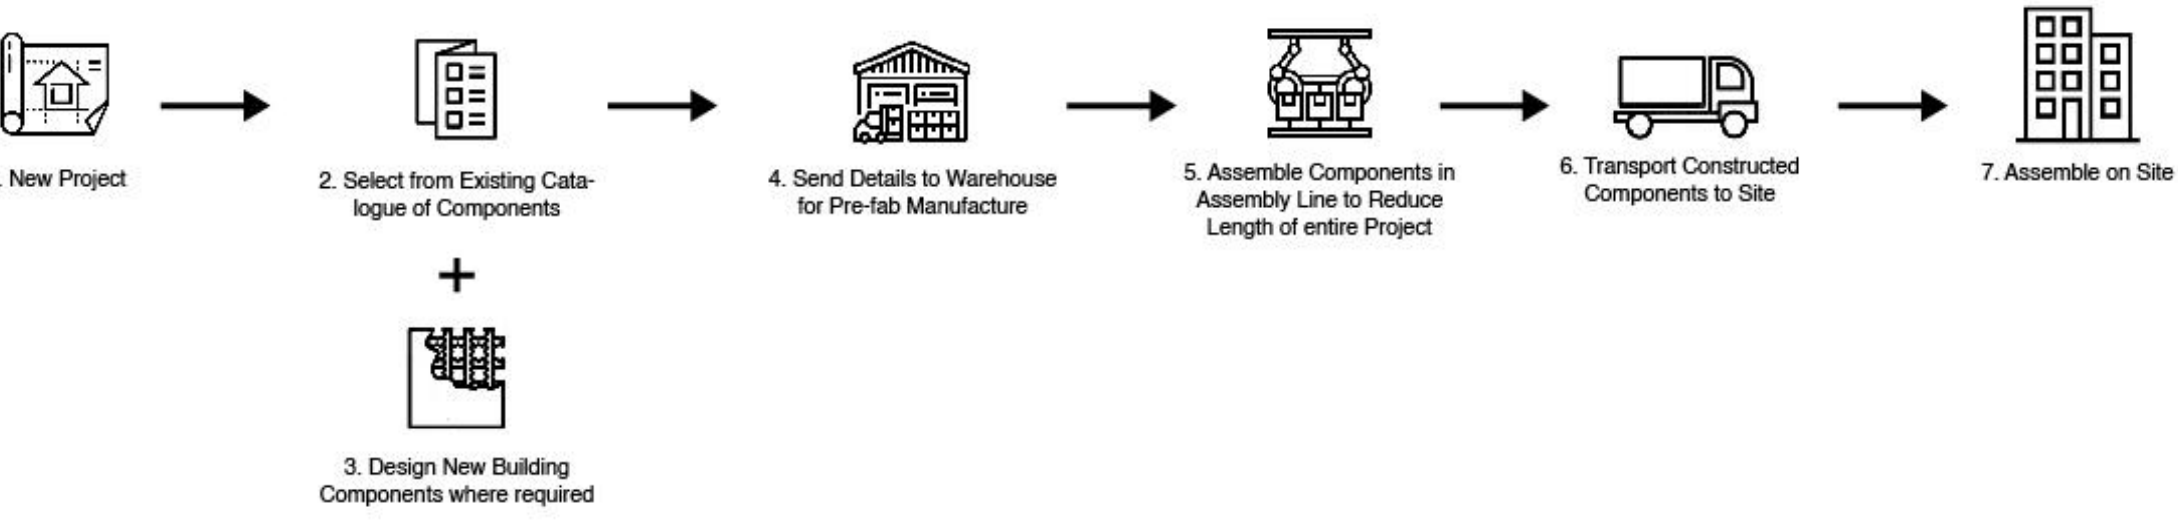 . New Project
2. Select from Existing Cata-
logue of Components
+
3. Design New Building
Components where required
4. Send Details to Warehouse
for Pre-fab Manufacture
5. Assemble Components in
Assembly Line to Reduce
Length of entire Project
6. Transport Constructed
Components to Site
7. Assemble on Site